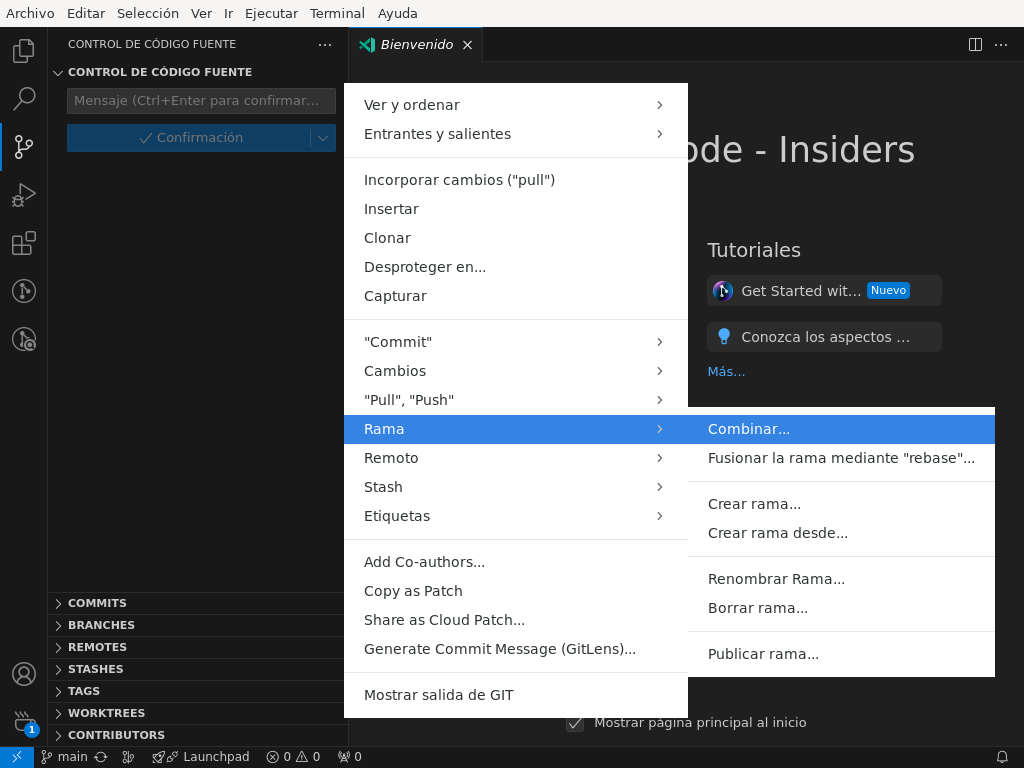 Archivo Editar Selección Ver Ir Ejecutar Terminal Ayuda
CONTROL DE CÓDIGO FUENTE
Bienvenido
CONTROL DE CÓDIGO FUENTE
Mensaje (Ctrl+Enter para confirmar…
Confirmación
ode - Insiders
Tutoriales
Get Started wit… Nuevo
Conozca los aspectos …
Más...
Ver y ordenar
Entrantes y salientes
Incorporar cambios ("pull")
Insertar
Clonar
Desproteger en...
Capturar
"Commit"
Cambios
"Pull", "Push"
Rama
Remoto
Stash
Etiquetas
Add Co-authors...
Copy as Patch
Share as Cloud Patch...
Generate Commit Message (GitLens)...
Mostrar salida de GIT
Combinar...
Fusionar la rama mediante "rebase"...
Crear rama...
Crear rama desde...
Renombrar Rama...
Borrar rama...
Publicar rama...
COMMITS
BRANCHES
REMOTES
STASHES
TAGS
WORKTREES
CONTRIBUTORS
Mostrar página principal al inicio
1
main Launchpad 0 0 0